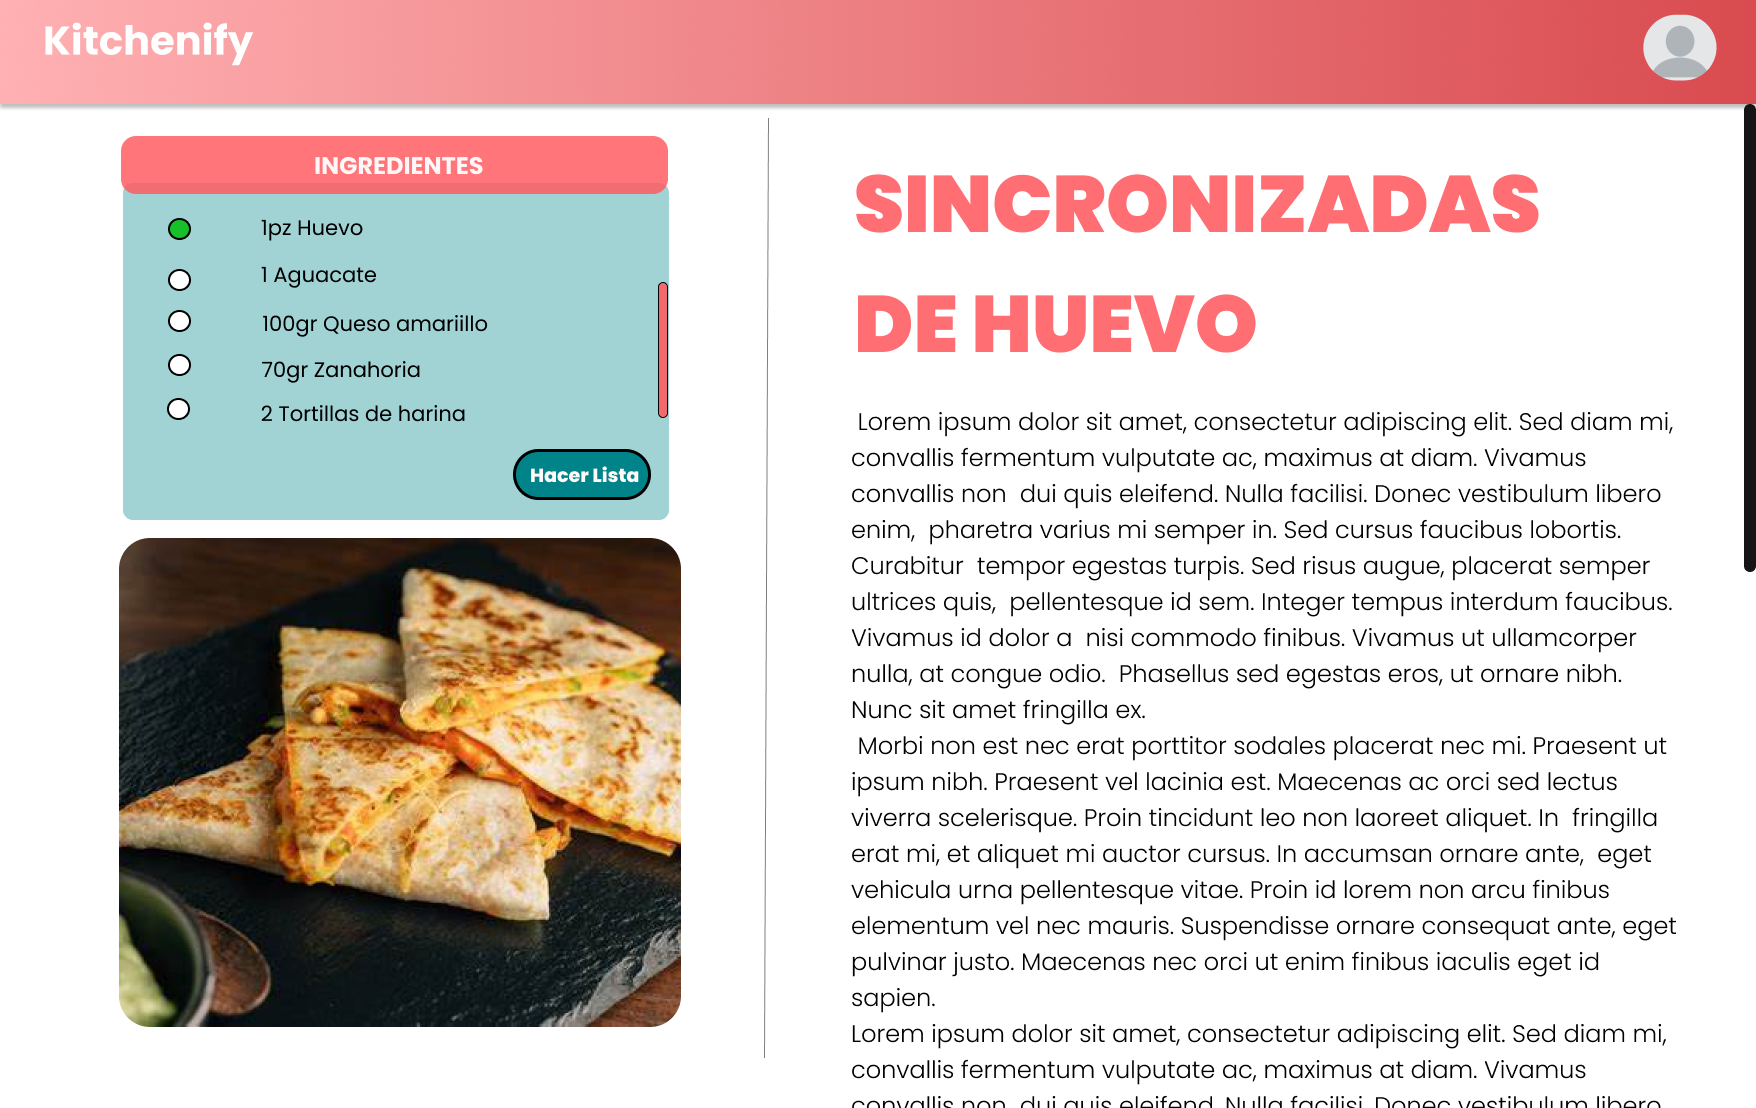 Kitchenify
INGREDIENTES
1pz Huevo
1 Aguacate
100gr Queso amariillo
70gr Zanahoria
2 Tortillas de harina
Hacer Lista
SINCRONIZADAS
DE HUEVO
Lorem ipsum dolor sit amet, consectetur adipiscing elit. Sed diam mi,
convallis fermentum vulputate ac, maximus at diam. Vivamus
convallis non  dui quis eleifend. Nulla facilisi. Donec vestibulum libero
enim,  pharetra varius mi semper in. Sed cursus faucibus lobortis.
Curabitur  tempor egestas turpis. Sed risus augue, placerat semper
ultrices quis,  pellentesque id sem. Integer tempus interdum faucibus.
Vivamus id dolor a  nisi commodo finibus. Vivamus ut ullamcorper
nulla, at congue odio.  Phasellus sed egestas eros, ut ornare nibh.
Nunc sit amet fringilla ex.
Morbi non est nec erat porttitor sodales placerat nec mi. Praesent ut
ipsum nibh. Praesent vel lacinia est. Maecenas ac orci sed lectus
viverra scelerisque. Proin tincidunt leo non laoreet aliquet. In  fringilla
erat mi, et aliquet mi auctor cursus. In accumsan ornare ante,  eget
vehicula urna pellentesque vitae. Proin id lorem non arcu finibus
elementum vel nec mauris. Suspendisse ornare consequat ante, eget
pulvinar justo. Maecenas nec orci ut enim finibus iaculis eget id
sapien.
Lorem ipsum dolor sit amet, consectetur adipiscing elit. Sed diam mi,
convallis fermentum vulputate ac, maximus at diam. Vivamus
convallis non  dui quis eleifend. Nulla facilisi. Donec vestibulum libero